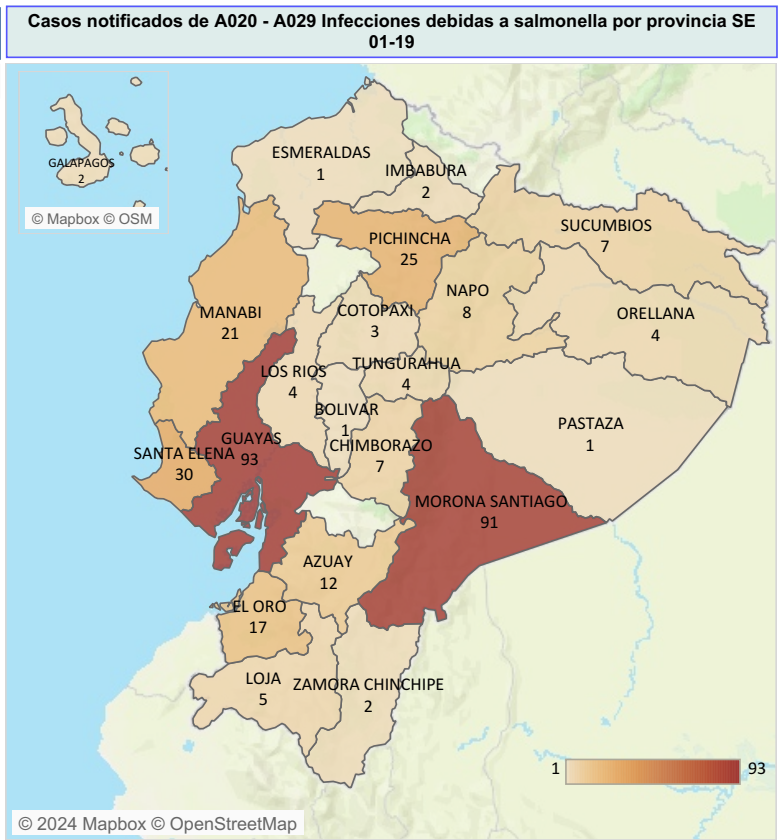 Casos notificados de A020 - A029 Infecciones debidas a salmonella por provincia SE
01-19
GALAPAGOS
2
© Mapbox © OSM
ESMERALDAS
1
IMBABURA
2
SUCUMBIOS
7
PICHINCHA
25
NAPO
8
MANABI
21
COTOPAXI
3
ORELLANA
4
TUNGURAHUA
4
LOS RIOS
4
BOLIVAR
1
PASTAZA
1
SANTA ELENA
30
GUAYAS
93
CHIMBORAZO
7
MORONA SANTIAGO
91
AZUAY
12
EL ORO
17
LOJA
5
ZAMORA CHINCHIPE
2
1
93
© 2024 Mapbox © OpenStreetMap